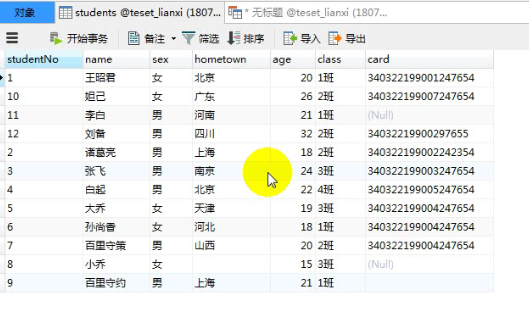 对象 students @teset_lianxi (1807... * 无标题 @teset_lianxi (1807...
开始事务 备注 筛选 排序 导入 导出
studentNo name sex hometown age class card
1 王昭君 女 北京 20 1班 340322199001247654
10 妲己 女 广东 26 2班 340322199007247654
11 李白 男 河南 21 1班 (Null)
12 刘备 男 四川 32 2班 34032219900297655
2 诸葛亮 男 上海 18 2班 340322199002242354
3 张飞 男 南京 24 3班 340322199003247654
4 白起 男 北京 22 4班 340322199005247654
5 大乔 女 天津 19 3班 340322199004247654
6 孙尚香 女 河北 18 1班 340322199004247654
7 百里守策 男 山西 20 2班 340322199004247654
8 小乔 女 15 3班 (Null)
9 百里守约 男 上海 21 1班